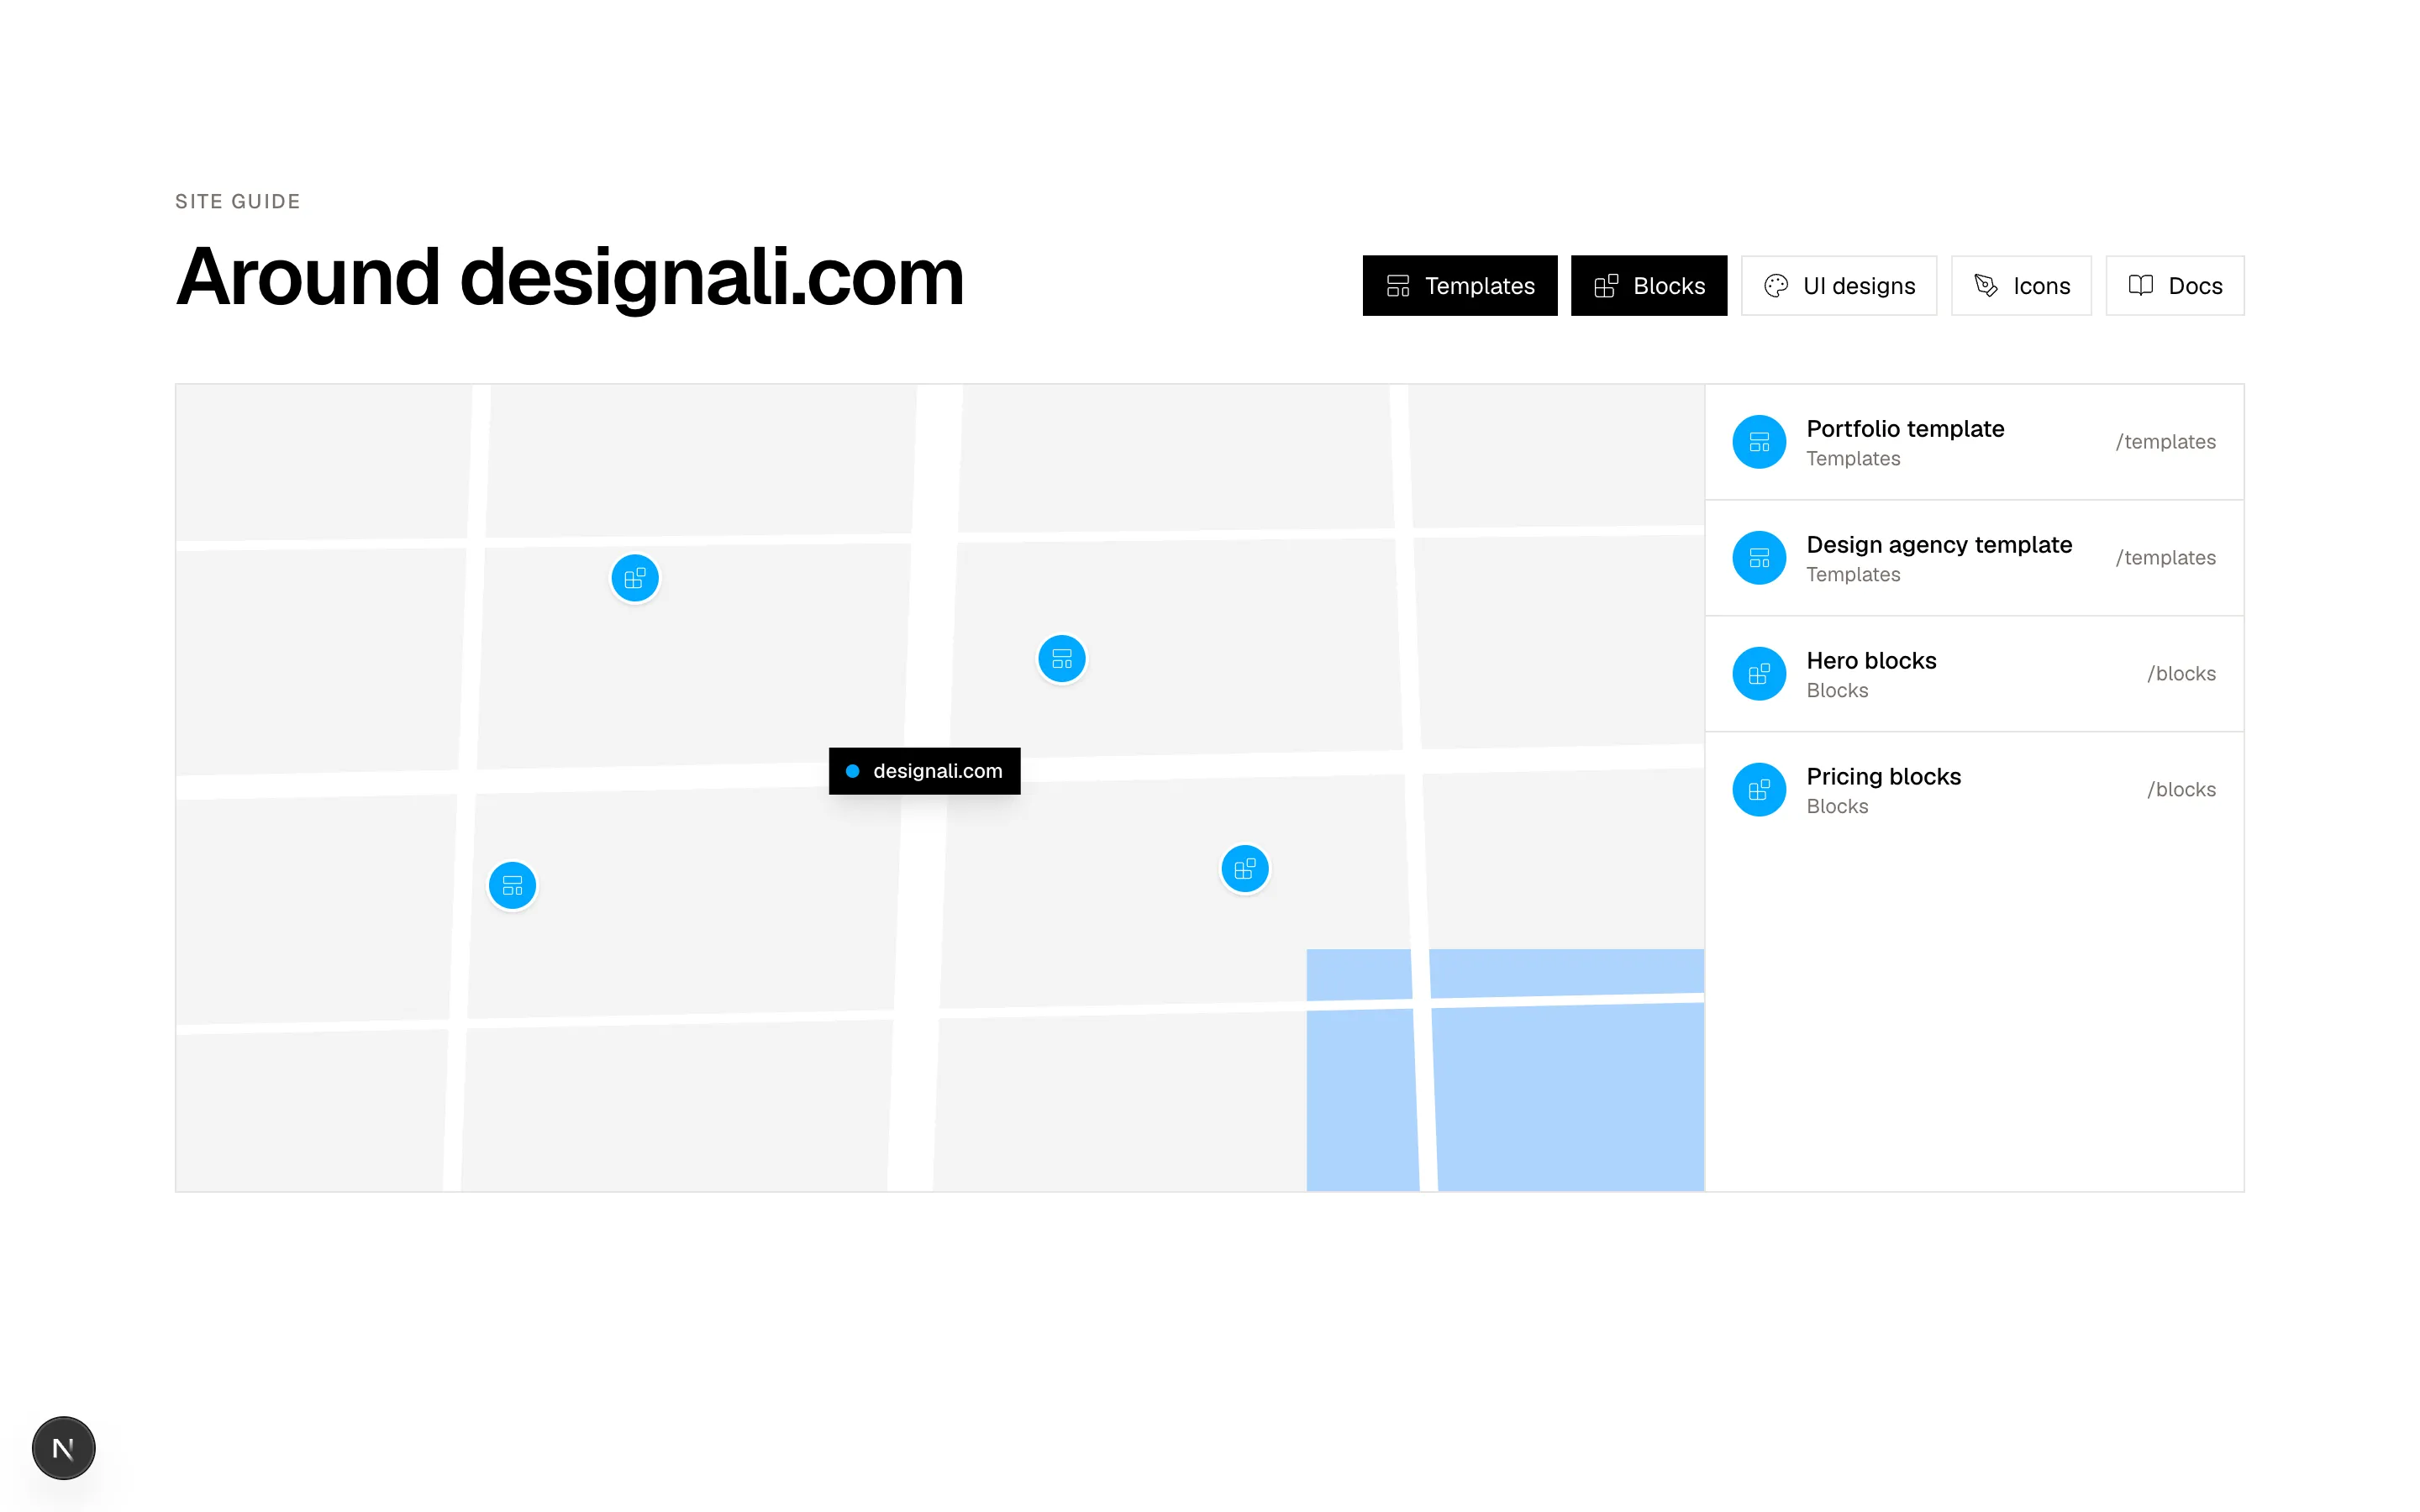 SITE GUIDE
Around designali.com
Templates
Blocks
UI designs
Icons
Docs
designali.com
Portfolio template
Templates
/templates
Design agency template
Templates
/templates
Hero blocks
Blocks
/blocks
Pricing blocks
Blocks
/blocks
N